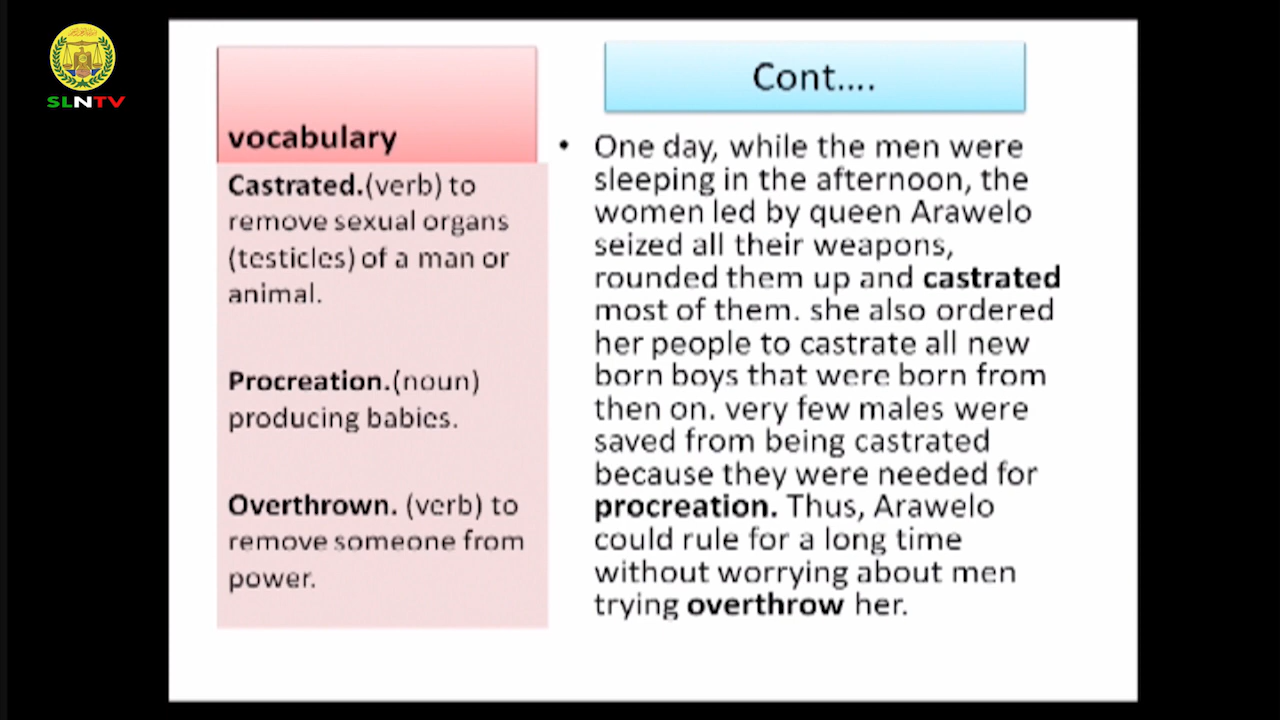 SLNTV
vocabulary
Castrated.(verb) to
remove sexual organs
(testicles) of a man or
animal.
Procreation.(noun)
producing babies.
Overthrown. (verb) to
remove someone from
power.
Cont....
• One day, while the men were
sleeping in the afternoon, the
women led by queen Arawelo
seized all their weapons,
rounded them up and castrated
most of them. she also ordered
her people to castrate all new
born boys that were born from
then on. very few males were
saved from being castrated
because they were needed for
procreation. Thus, Arawelo
could rule for a long time
without worrying about men
trying overthrow her.